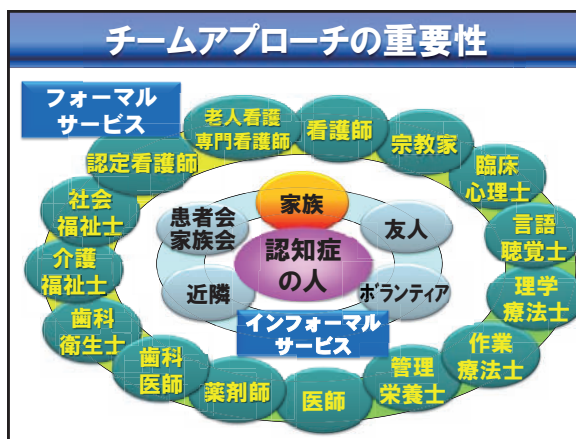 チームアプローチの重要性
フォーマル
サービス
老人看護
専門看護師
看護師
宗教家
臨床
心理士
言語
聴覚士
理学
療法士
作業
療法士
管理
栄養士
医師
薬剤師
歯科
医師
歯科
衛生士
介護
福祉士
社会
福祉士
認定看護師
家族
患者会
家族会
友人
認知症
の人
近隣
ボランティア
インフォーマル
サービス